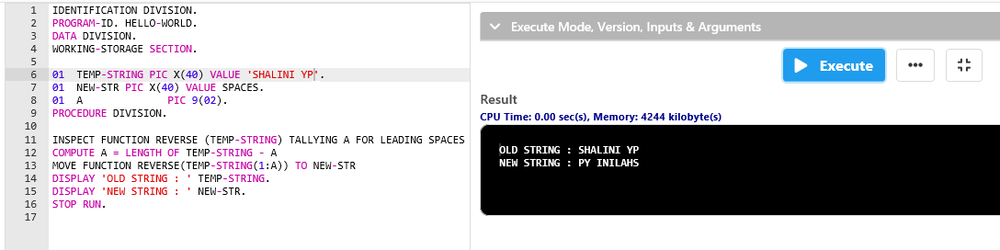 1 IDENTIFICATION DIVISION.
2 PROGRAM-ID. HELLO-WORLD.
3 DATA DIVISION.
4 WORKING-STORAGE SECTION.
5
6 01  TEMP-STRING PIC X(40) VALUE 'SHALINI YP'.
7 01  NEW-STR PIC X(40) VALUE SPACES.
8 01  A              PIC 9(02).
9 PROCEDURE DIVISION.
10
11 INSPECT FUNCTION REVERSE (TEMP-STRING) TALLYING A FOR LEADING SPACES
12 COMPUTE A = LENGTH OF TEMP-STRING - A
13 MOVE FUNCTION REVERSE(TEMP-STRING(1:A)) TO NEW-STR
14 DISPLAY 'OLD STRING : ' TEMP-STRING.
15 DISPLAY 'NEW STRING : ' NEW-STR.
16 STOP RUN.
17
Execute Mode, Version, Inputs & Arguments
Execute
Result
CPU Time: 0.00 sec(s), Memory: 4244 kilobyte(s)
OLD STRING : SHALINI YP
NEW STRING : PY INILAHS